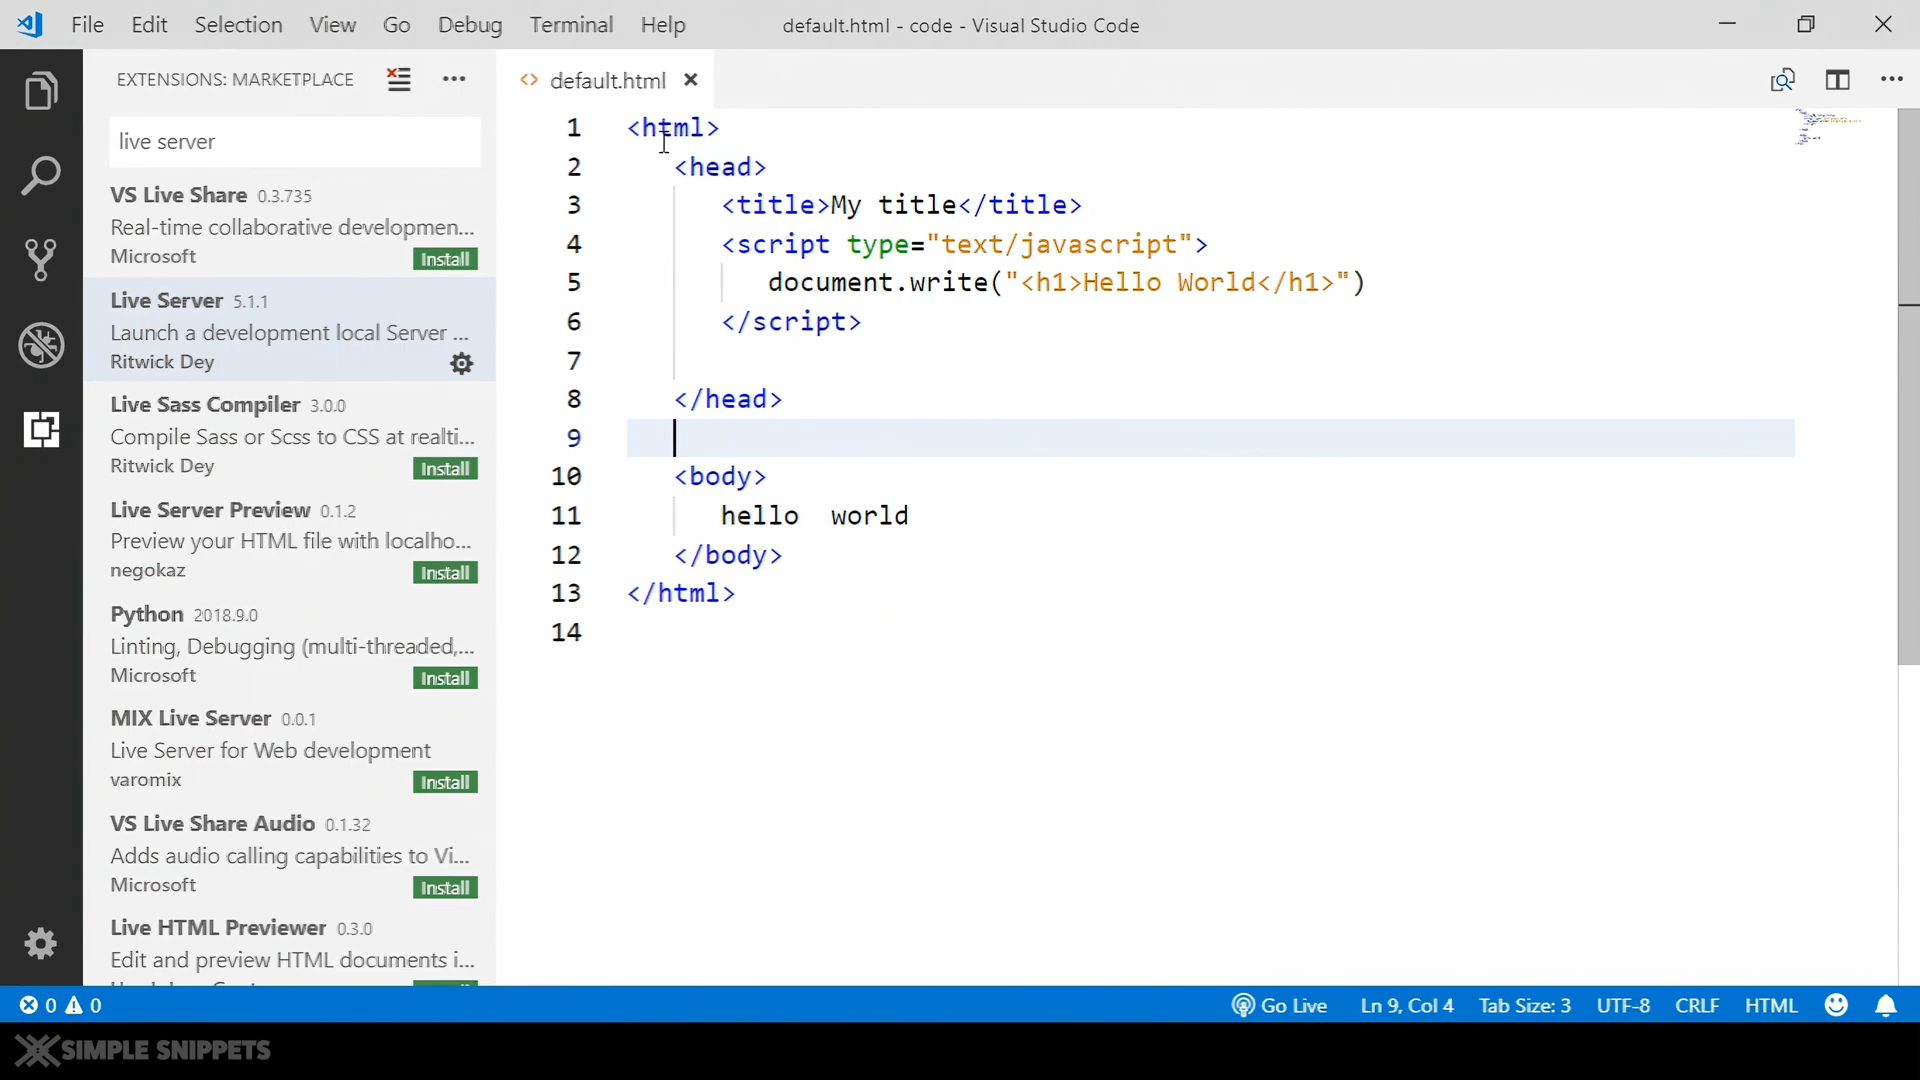 File Edit Selection View Go Debug Terminal Help
default.html - code - Visual Studio Code
EXTENSIONS: MARKETPLACE
live server
VS Live Share 0.3.735
Real-time collaborative developmen...
Microsoft
Install
Live Server 5.1.1
Launch a development local Server ...
Ritwick Dey
Live Sass Compiler 3.0.0
Compile Sass or Scss to CSS at realti...
Ritwick Dey
Install
Live Server Preview 0.1.2
Preview your HTML file with localho...
negokaz
Install
Python 2018.9.0
Linting, Debugging (multi-threaded,...
Microsoft
Install
MIX Live Server 0.0.1
Live Server for Web development
varomix
Install
VS Live Share Audio 0.1.32
Adds audio calling capabilities to Vi...
Microsoft
Install
Live HTML Previewer 0.3.0
Edit and preview HTML documents i...
default.html
1 <html>
2 <head>
3 <title>My title</title>
4 <script type="text/javascript">
5 document.write("<h1>Hello World</h1>")
6 </script>
7
8 </head>
9
10 <body>
11 hello  world
12 </body>
13 </html>
14
0 0
Go Live Ln 9, Col 4 Tab Size: 3 UTF-8 CRLF HTML
SIMPLE SNIPPETS